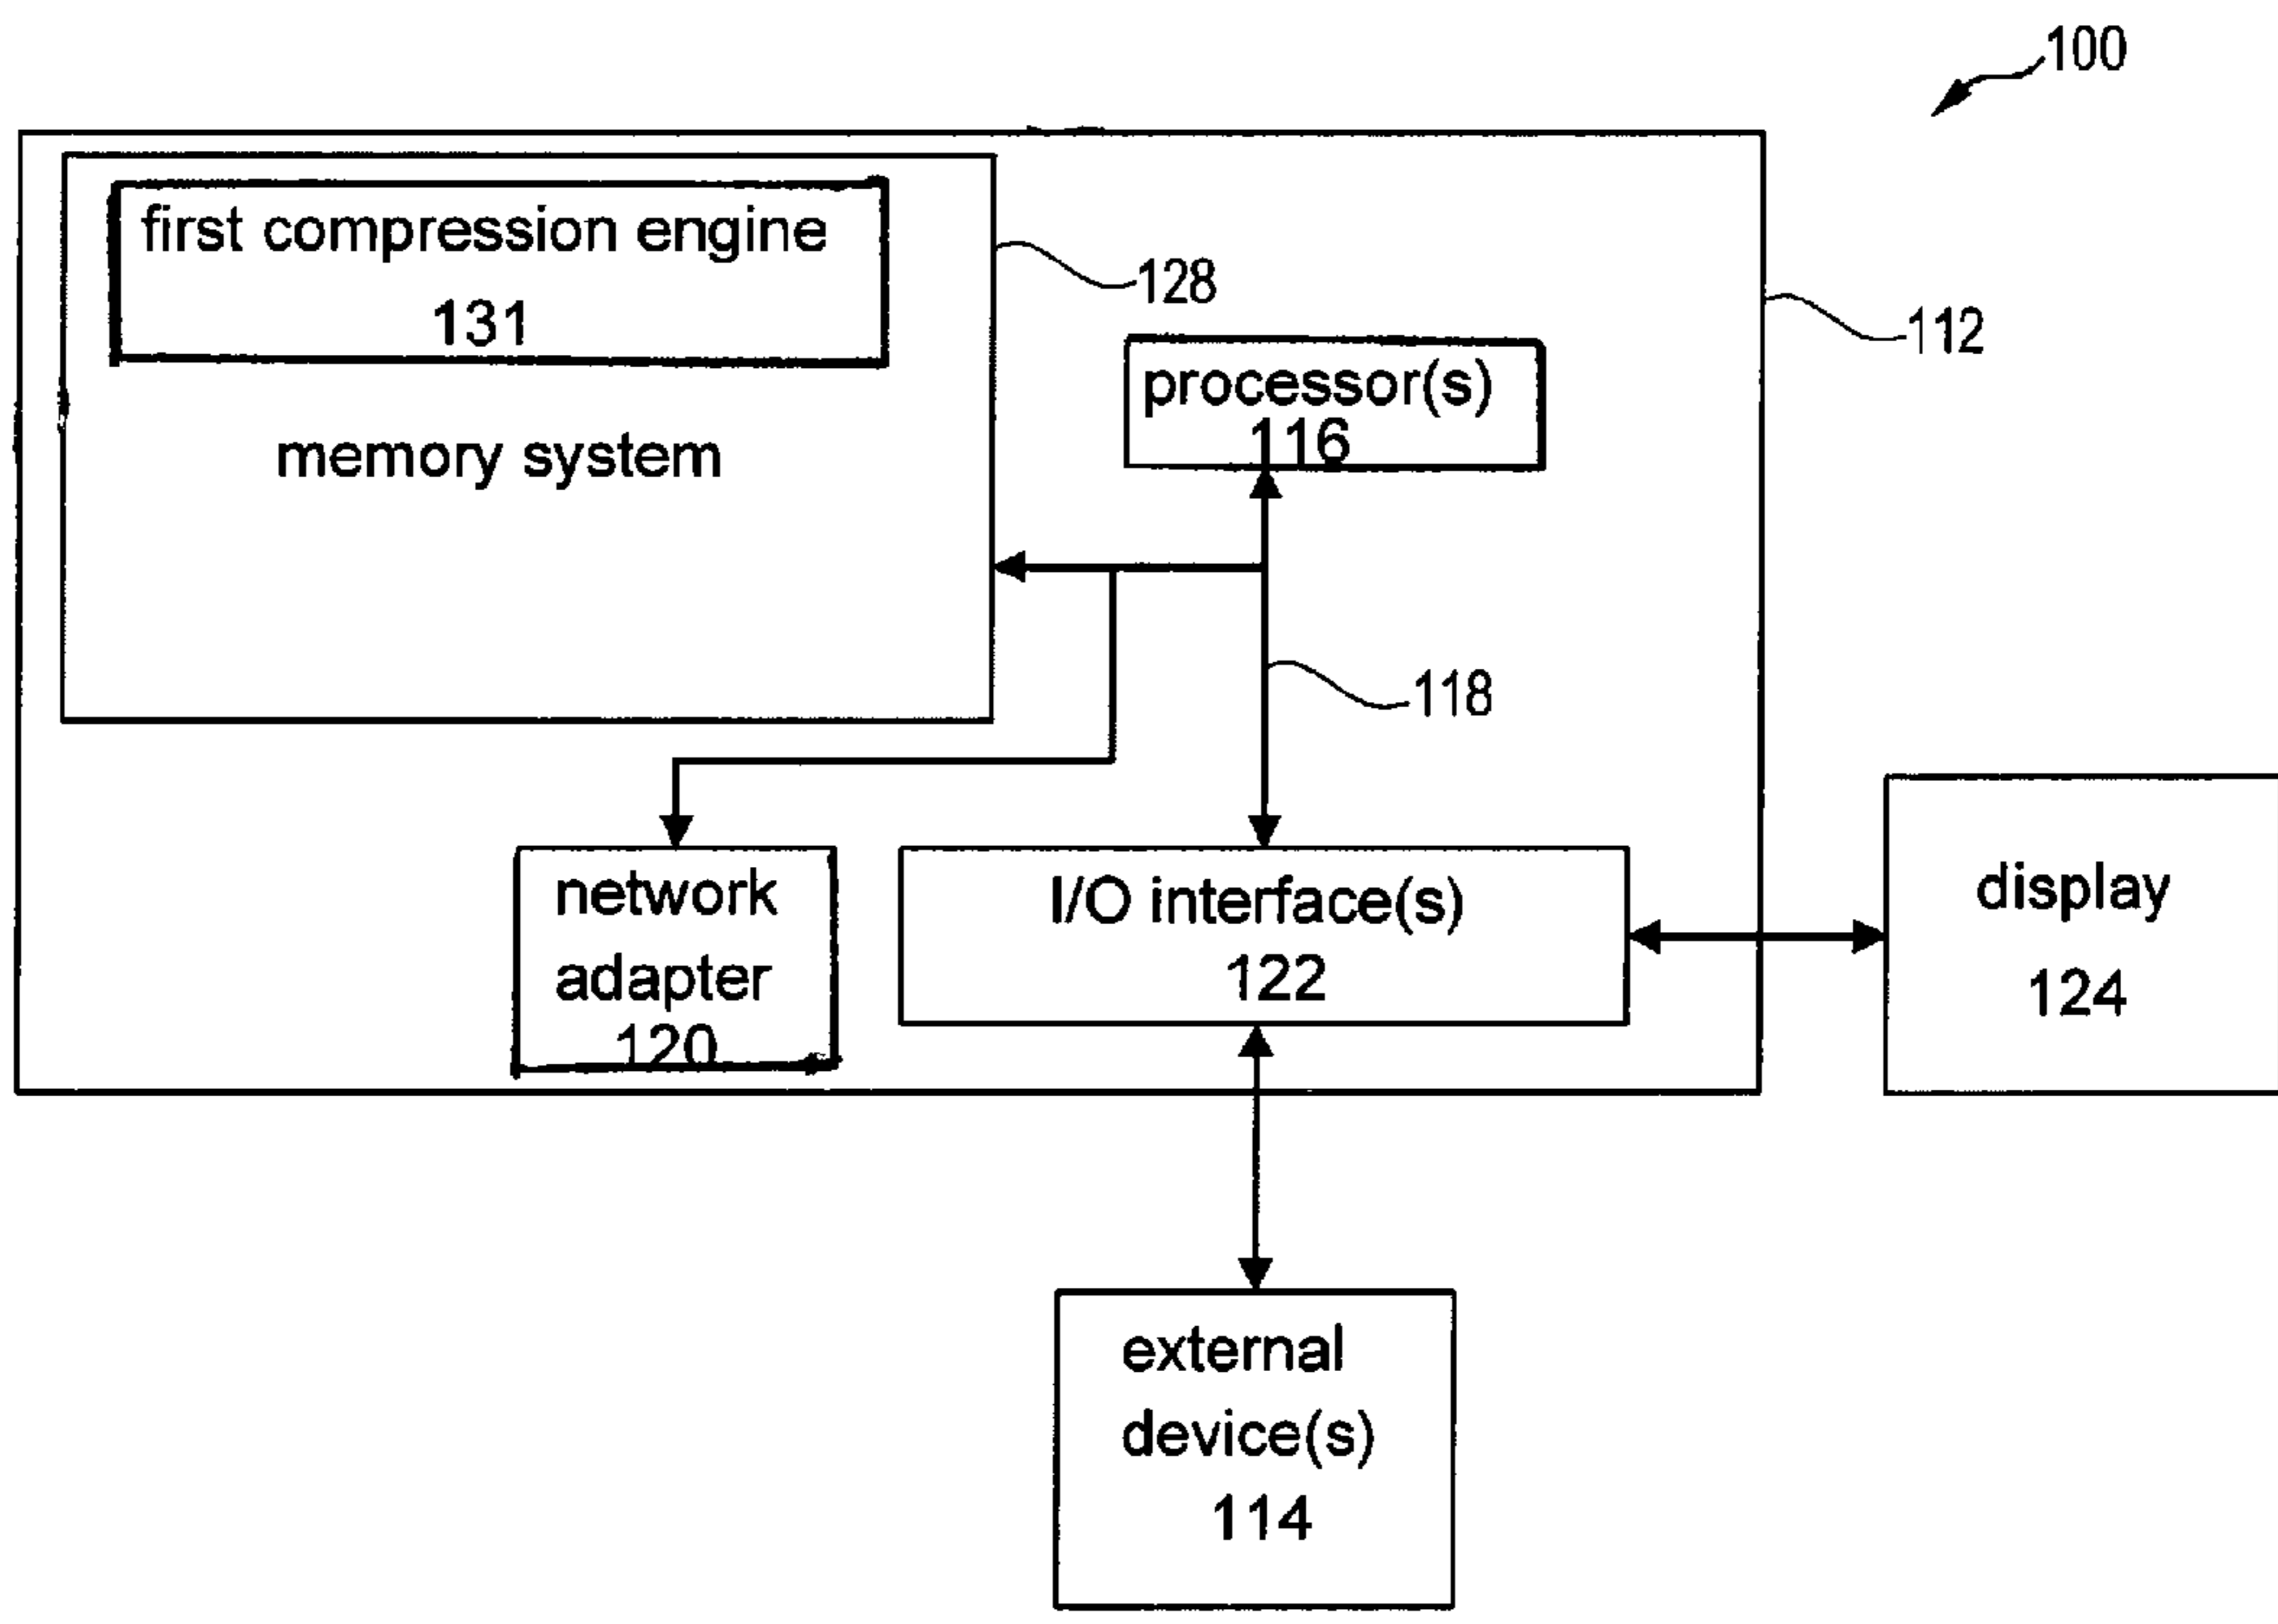 100
first compression engine
131
128
112
processor(s)
116
memory system
118
network
adapter
120
I/O interface(s)
122
display
124
external
device(s)
114